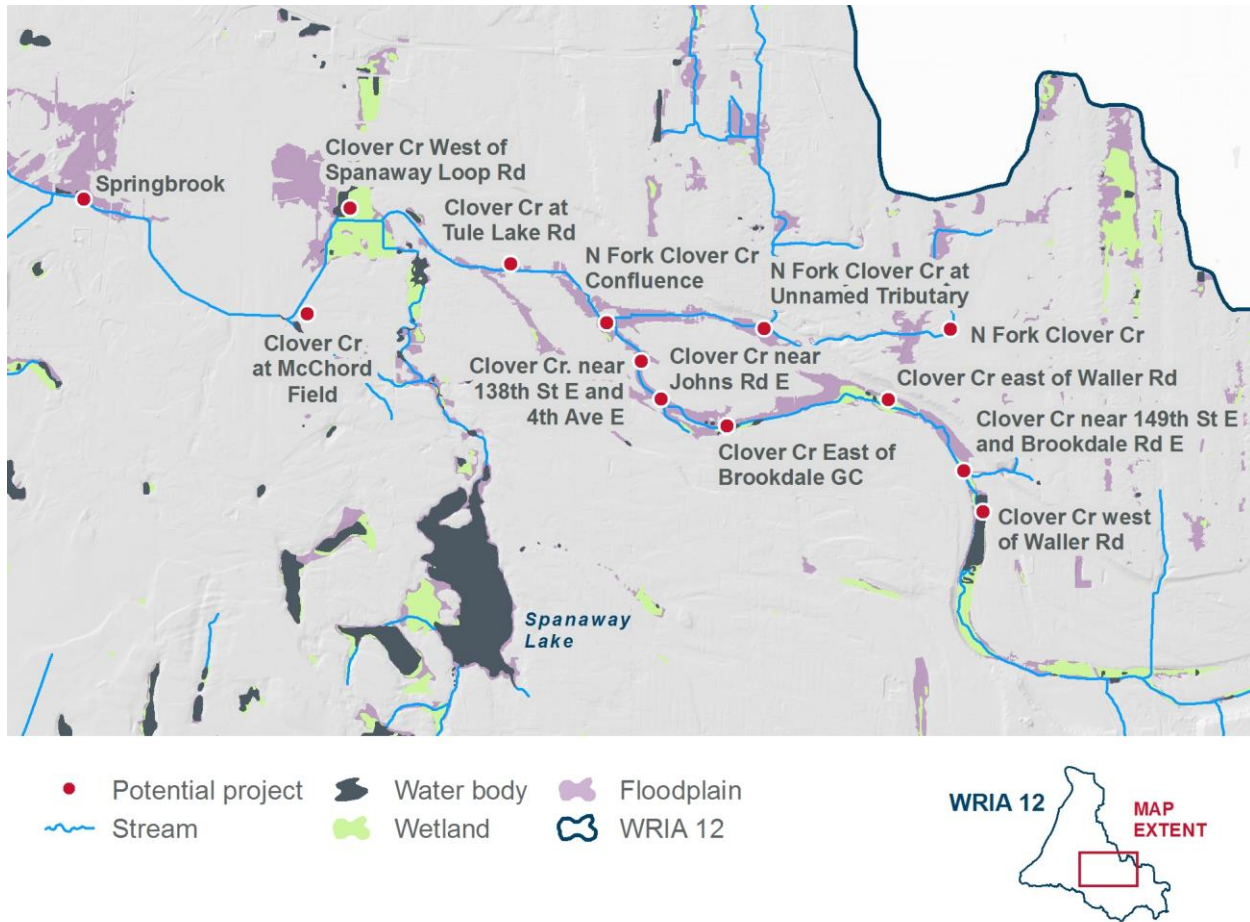 Springbrook
Clover Cr West of
Spanaway Loop Rd
Clover Cr at
Tule Lake Rd
N Fork Clover Cr
Confluence
N Fork Clover Cr at
Unnamed Tributary
N Fork Clover Cr
Clover Cr
at McChord
Field
Clover Cr. near
138th St E and
4th Ave E
Clover Cr near
Johns Rd E
Clover Cr east of Waller Rd
Clover Cr near 149th St E
and Brookdale Rd E
Clover Cr East of
Brookdale GC
Clover Cr west
of Waller Rd
Spanaway
Lake
Potential project
Water body
Floodplain
Stream
Wetland
WRIA 12
WRIA 12
MAP
EXTENT